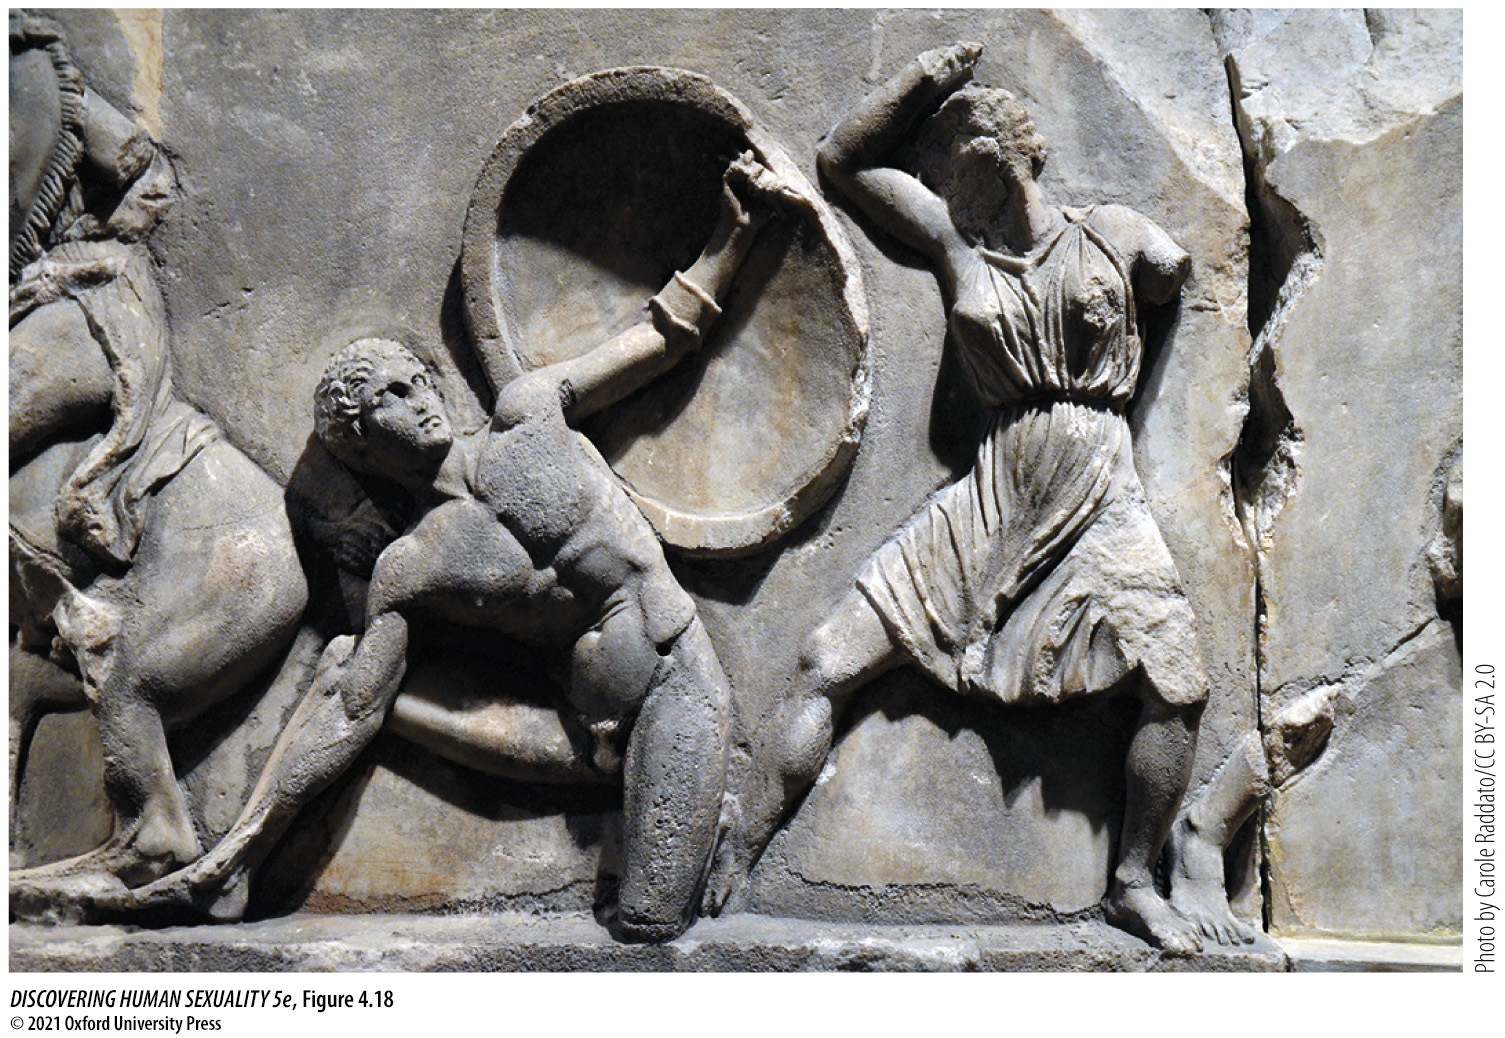 Photo by Carole Raddato/CC BY-SA 2.0
DISCOVERING HUMAN SEXUALITY 5e, Figure 4.18
© 2021 Oxford University Press